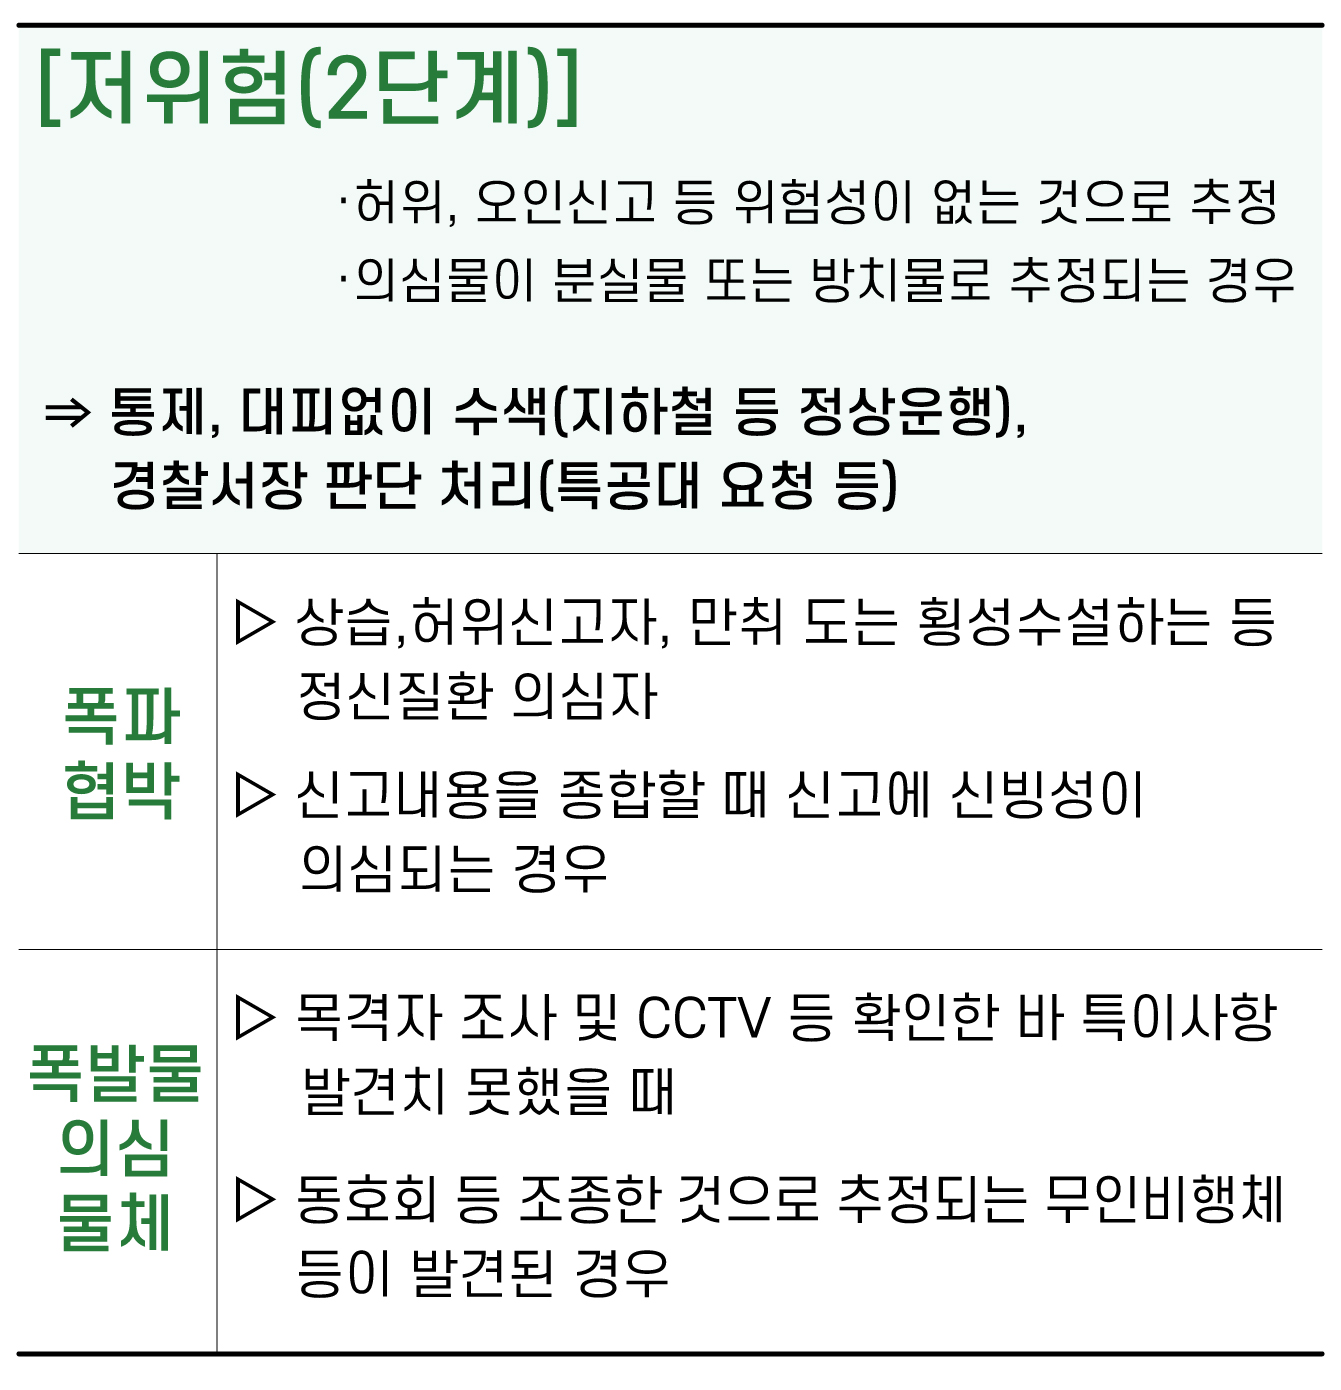 [저위험(2단계)]
·허위, 오인신고 등 위험성이 없는 것으로 추정
·의심물이 분실물 또는 방치물로 추정되는 경우
⇒ 통제, 대피없이 수색(지하철 등 정상운행),
경찰서장 판단 처리(특공대 요청 등)
폭파
협박
▷ 상습,허위신고자, 만취 도는 횡성수설하는 등
정신질환 의심자
▷ 신고내용을 종합할 때 신고에 신빙성이
의심되는 경우
폭발물
의심
물체
▷ 목격자 조사 및 CCTV 등 확인한 바 특이사항
발견치 못했을 때
▷ 동호회 등 조종한 것으로 추정되는 무인비행체
등이 발견된 경우